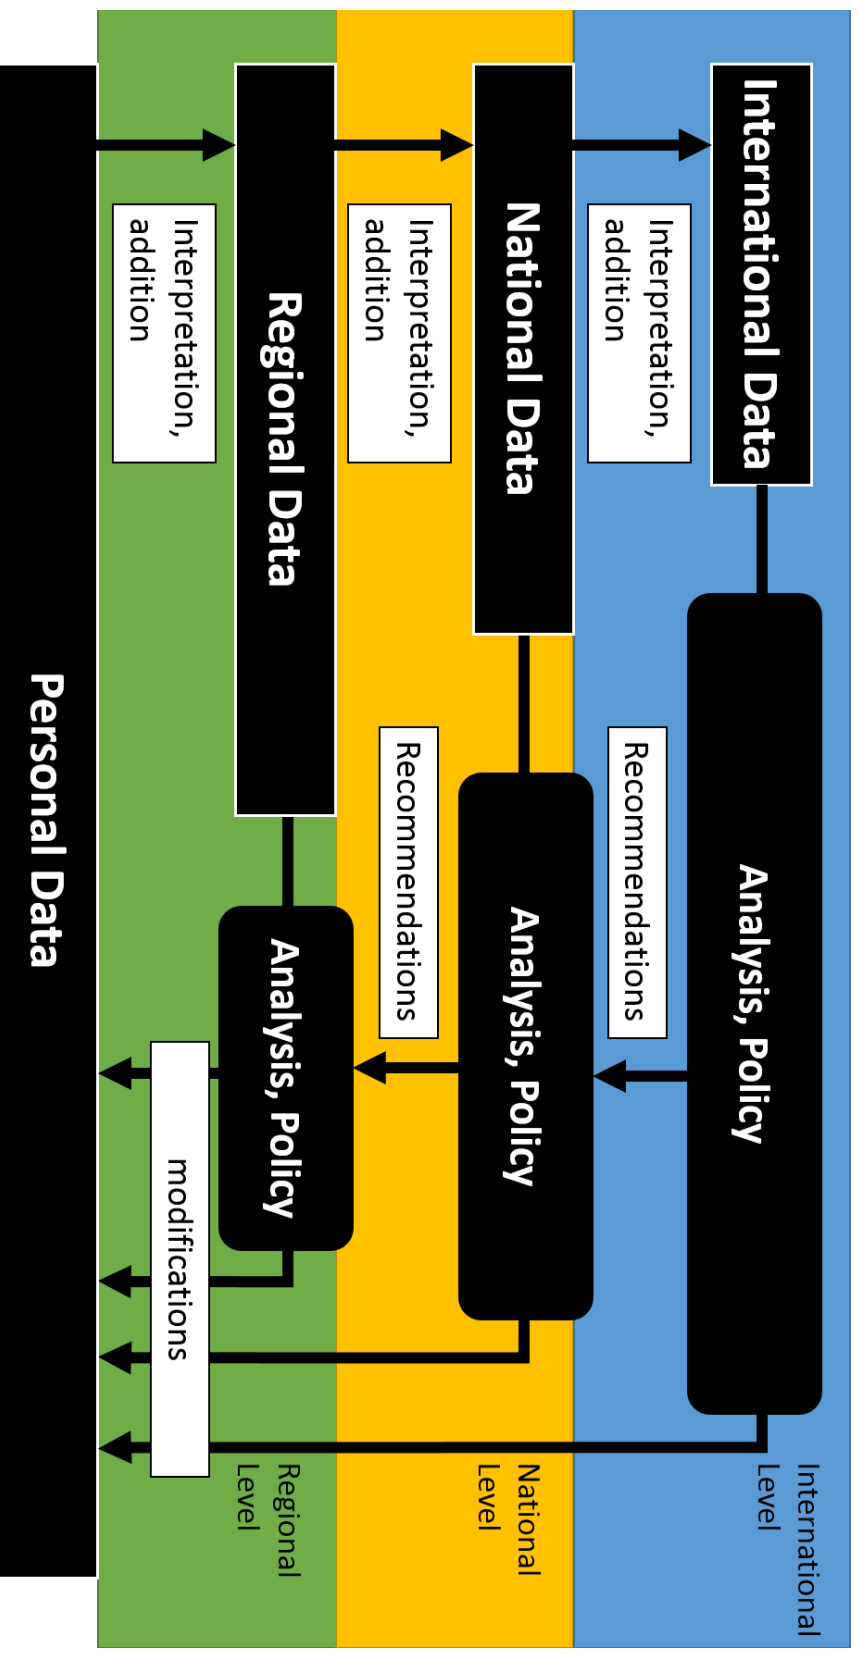 International Data
Analysis, Policy
International
Level
Interpretation,
addition
Recommendations
National Data
Analysis, Policy
National
Level
Interpretation,
addition
Recommendations
Regional Data
Analysis, Policy
Regional
Level
Interpretation,
addition
modifications
Personal Data